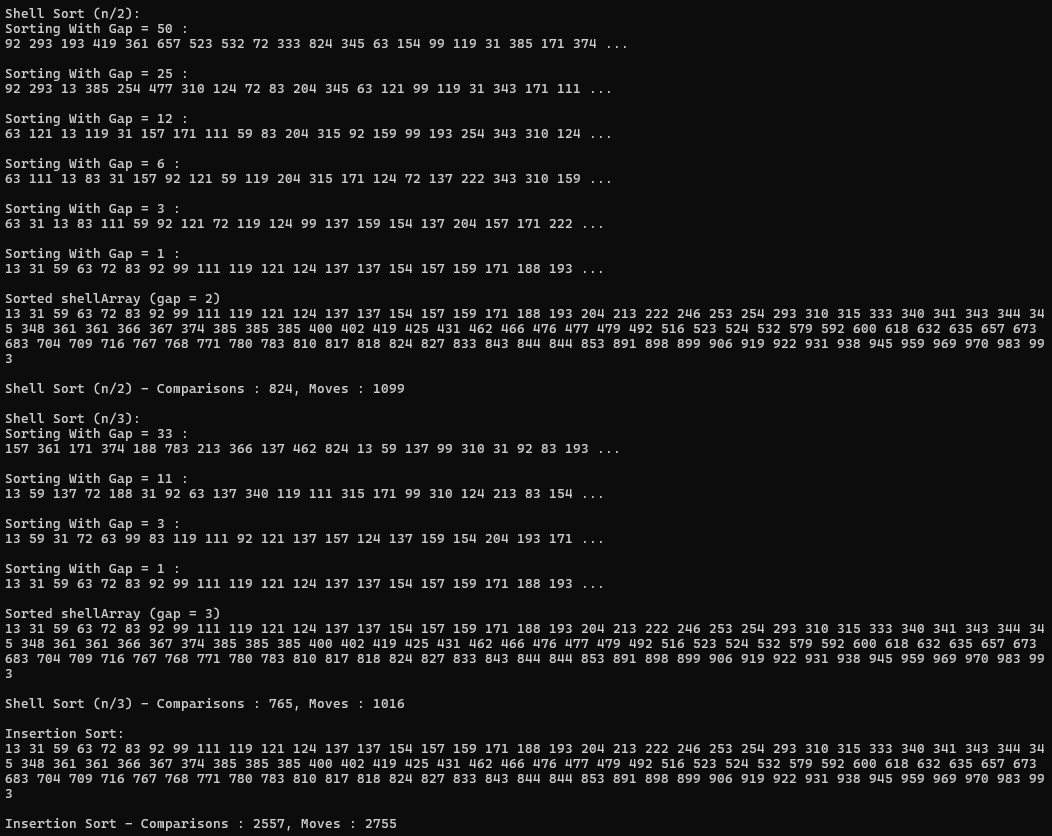 Shell Sort (n/2):
Sorting With Gap = 50 :
92 293 193 419 361 657 523 532 72 333 824 345 63 154 99 119 31 385 171 374 ...
Sorting With Gap = 25 :
92 293 13 385 254 477 310 124 72 83 204 345 63 121 99 119 31 343 171 111 ...
Sorting With Gap = 12 :
63 121 13 119 31 157 171 111 59 83 204 315 92 159 99 193 254 343 310 124 ...
Sorting With Gap = 6 :
63 111 13 83 31 157 92 121 59 119 204 315 171 124 72 137 222 343 310 159 ...
Sorting With Gap = 3 :
63 31 13 83 111 59 92 121 72 119 124 99 137 159 154 137 204 157 171 222 ...
Sorting With Gap = 1 :
13 31 59 63 72 83 92 99 111 119 121 124 137 137 154 157 159 171 188 193 ...
Sorted shellArray (gap = 2)
13 31 59 63 72 83 92 99 111 119 121 124 137 137 154 157 159 171 188 193 204 213 222 246 253 254 293 310 315 333 340 341 343 344 34
5 348 361 361 366 367 374 385 385 385 400 402 419 425 431 462 466 476 477 479 492 516 523 524 532 579 592 600 618 632 635 657 673
683 704 709 716 767 768 771 780 783 810 817 818 824 827 833 843 844 844 853 891 898 899 906 919 922 931 938 945 959 969 970 983 99
3
Shell Sort (n/2) - Comparisons : 824, Moves : 1099
Shell Sort (n/3):
Sorting With Gap = 33 :
157 361 171 374 188 783 213 366 137 462 824 13 59 137 99 310 31 92 83 193 ...
Sorting With Gap = 11 :
13 59 137 72 188 31 92 63 137 340 119 111 315 171 99 310 124 213 83 154 ...
Sorting With Gap = 3 :
13 59 31 72 63 99 83 119 111 92 121 137 157 124 137 159 154 204 193 171 ...
Sorting With Gap = 1 :
13 31 59 63 72 83 92 99 111 119 121 124 137 137 154 157 159 171 188 193 ...
Sorted shellArray (gap = 3)
13 31 59 63 72 83 92 99 111 119 121 124 137 137 154 157 159 171 188 193 204 213 222 246 253 254 293 310 315 333 340 341 343 344 34
5 348 361 361 366 367 374 385 385 385 400 402 419 425 431 462 466 476 477 479 492 516 523 524 532 579 592 600 618 632 635 657 673
683 704 709 716 767 768 771 780 783 810 817 818 824 827 833 843 844 844 853 891 898 899 906 919 922 931 938 945 959 969 970 983 99
3
Shell Sort (n/3) - Comparisons : 765, Moves : 1016
Insertion Sort:
13 31 59 63 72 83 92 99 111 119 121 124 137 137 154 157 159 171 188 193 204 213 222 246 253 254 293 310 315 333 340 341 343 344 34
5 348 361 361 366 367 374 385 385 385 400 402 419 425 431 462 466 476 477 479 492 516 523 524 532 579 592 600 618 632 635 657 673
683 704 709 716 767 768 771 780 783 810 817 818 824 827 833 843 844 844 853 891 898 899 906 919 922 931 938 945 959 969 970 983 99
3
Insertion Sort - Comparisons : 2557, Moves : 2755